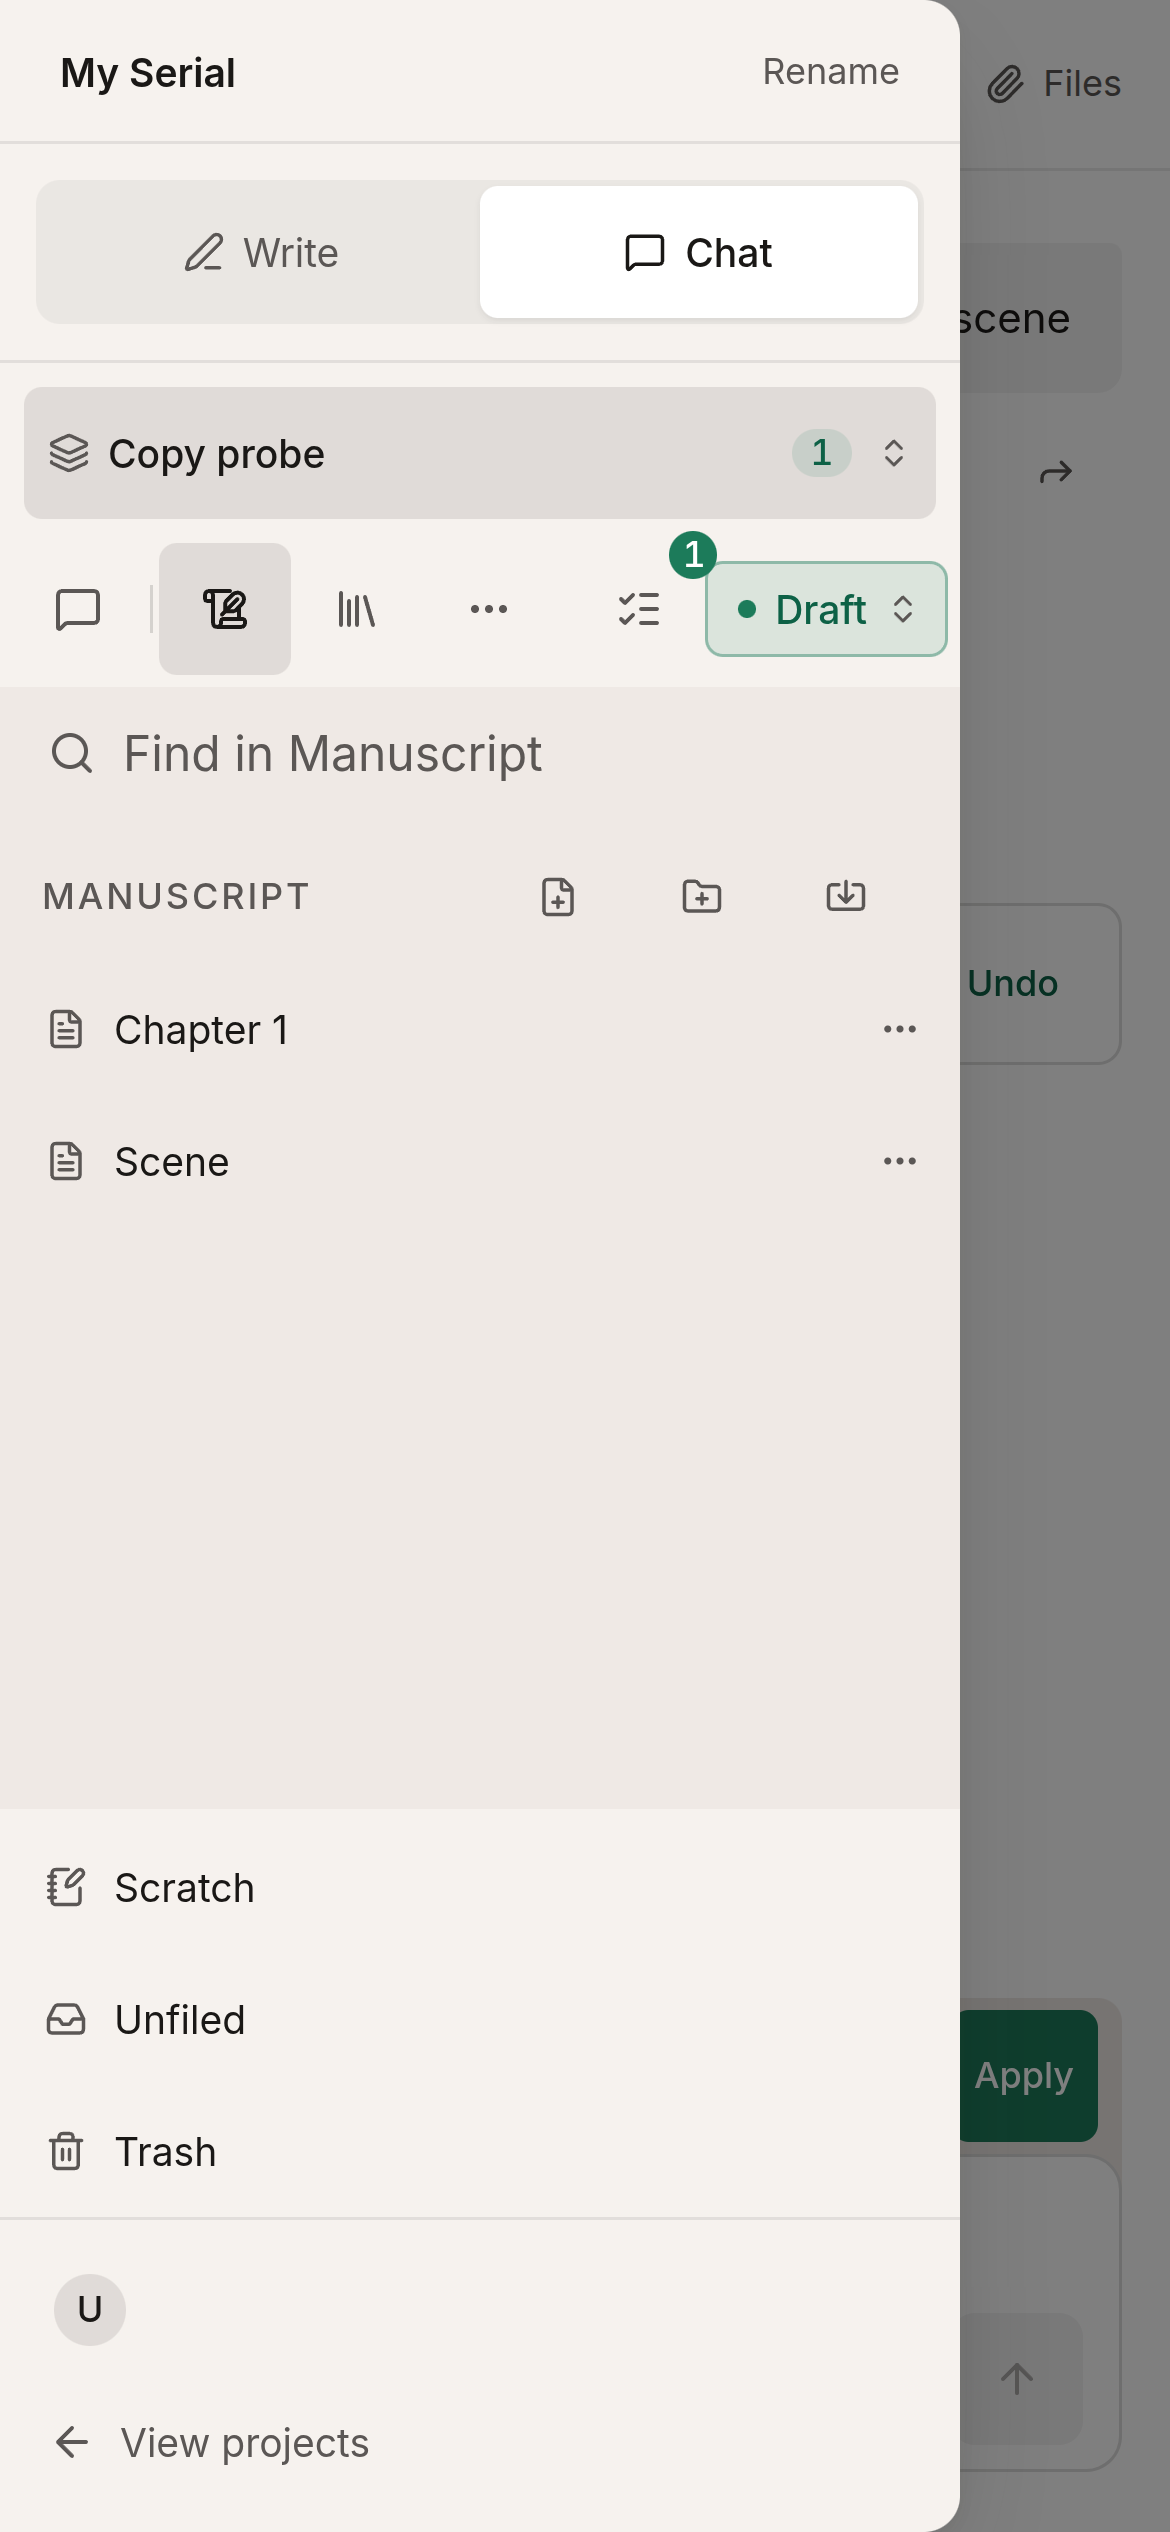 My Serial
Rename
Files
Write
Chat
scene
Copy probe
1
1
Draft
Find in Manuscript
MANUSCRIPT
Undo
Chapter 1
Scene
Scratch
Unfiled
Apply
Trash
U
View projects